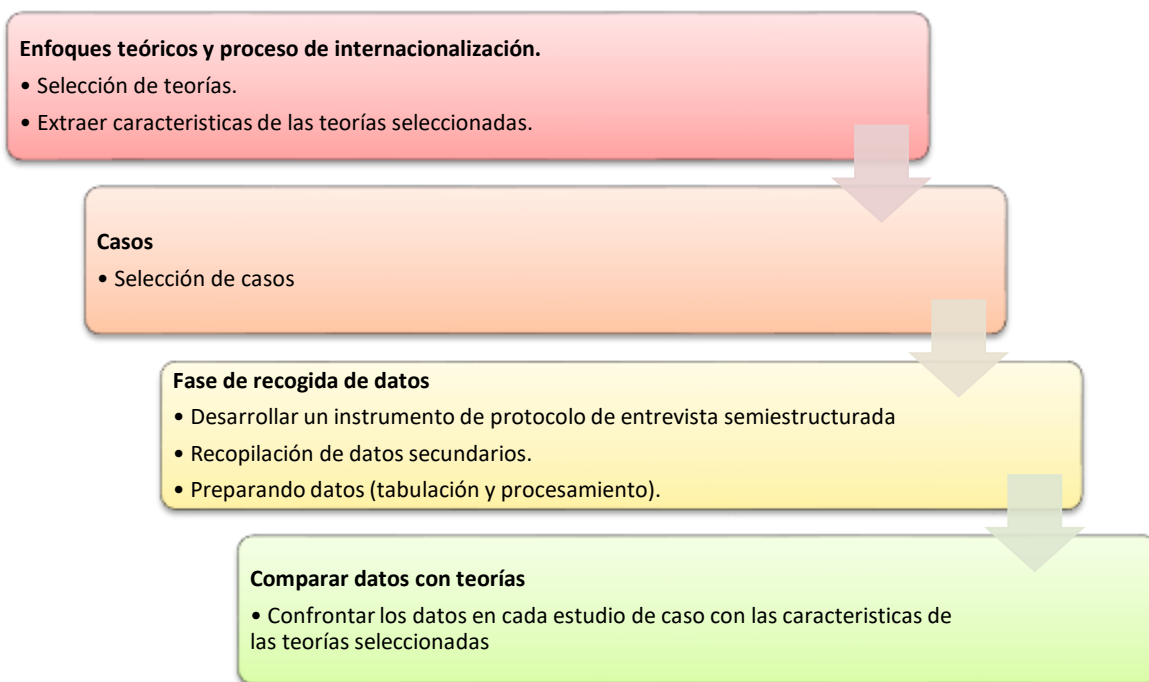 Enfoques teóricos y proceso de internacionalización.
• Selección de teorías.
• Extraer caracteristicas de las teorías seleccionadas.
Casos
• Selección de casos
Fase de recogida de datos
• Desarrollar un instrumento de protocolo de entrevista semiestructurada
• Recopilación de datos secundarios.
• Preparando datos (tabulación y procesamiento).
Comparar datos con teorías
• Confrontar los datos en cada estudio de caso con las caracteristicas de
las teorías seleccionadas